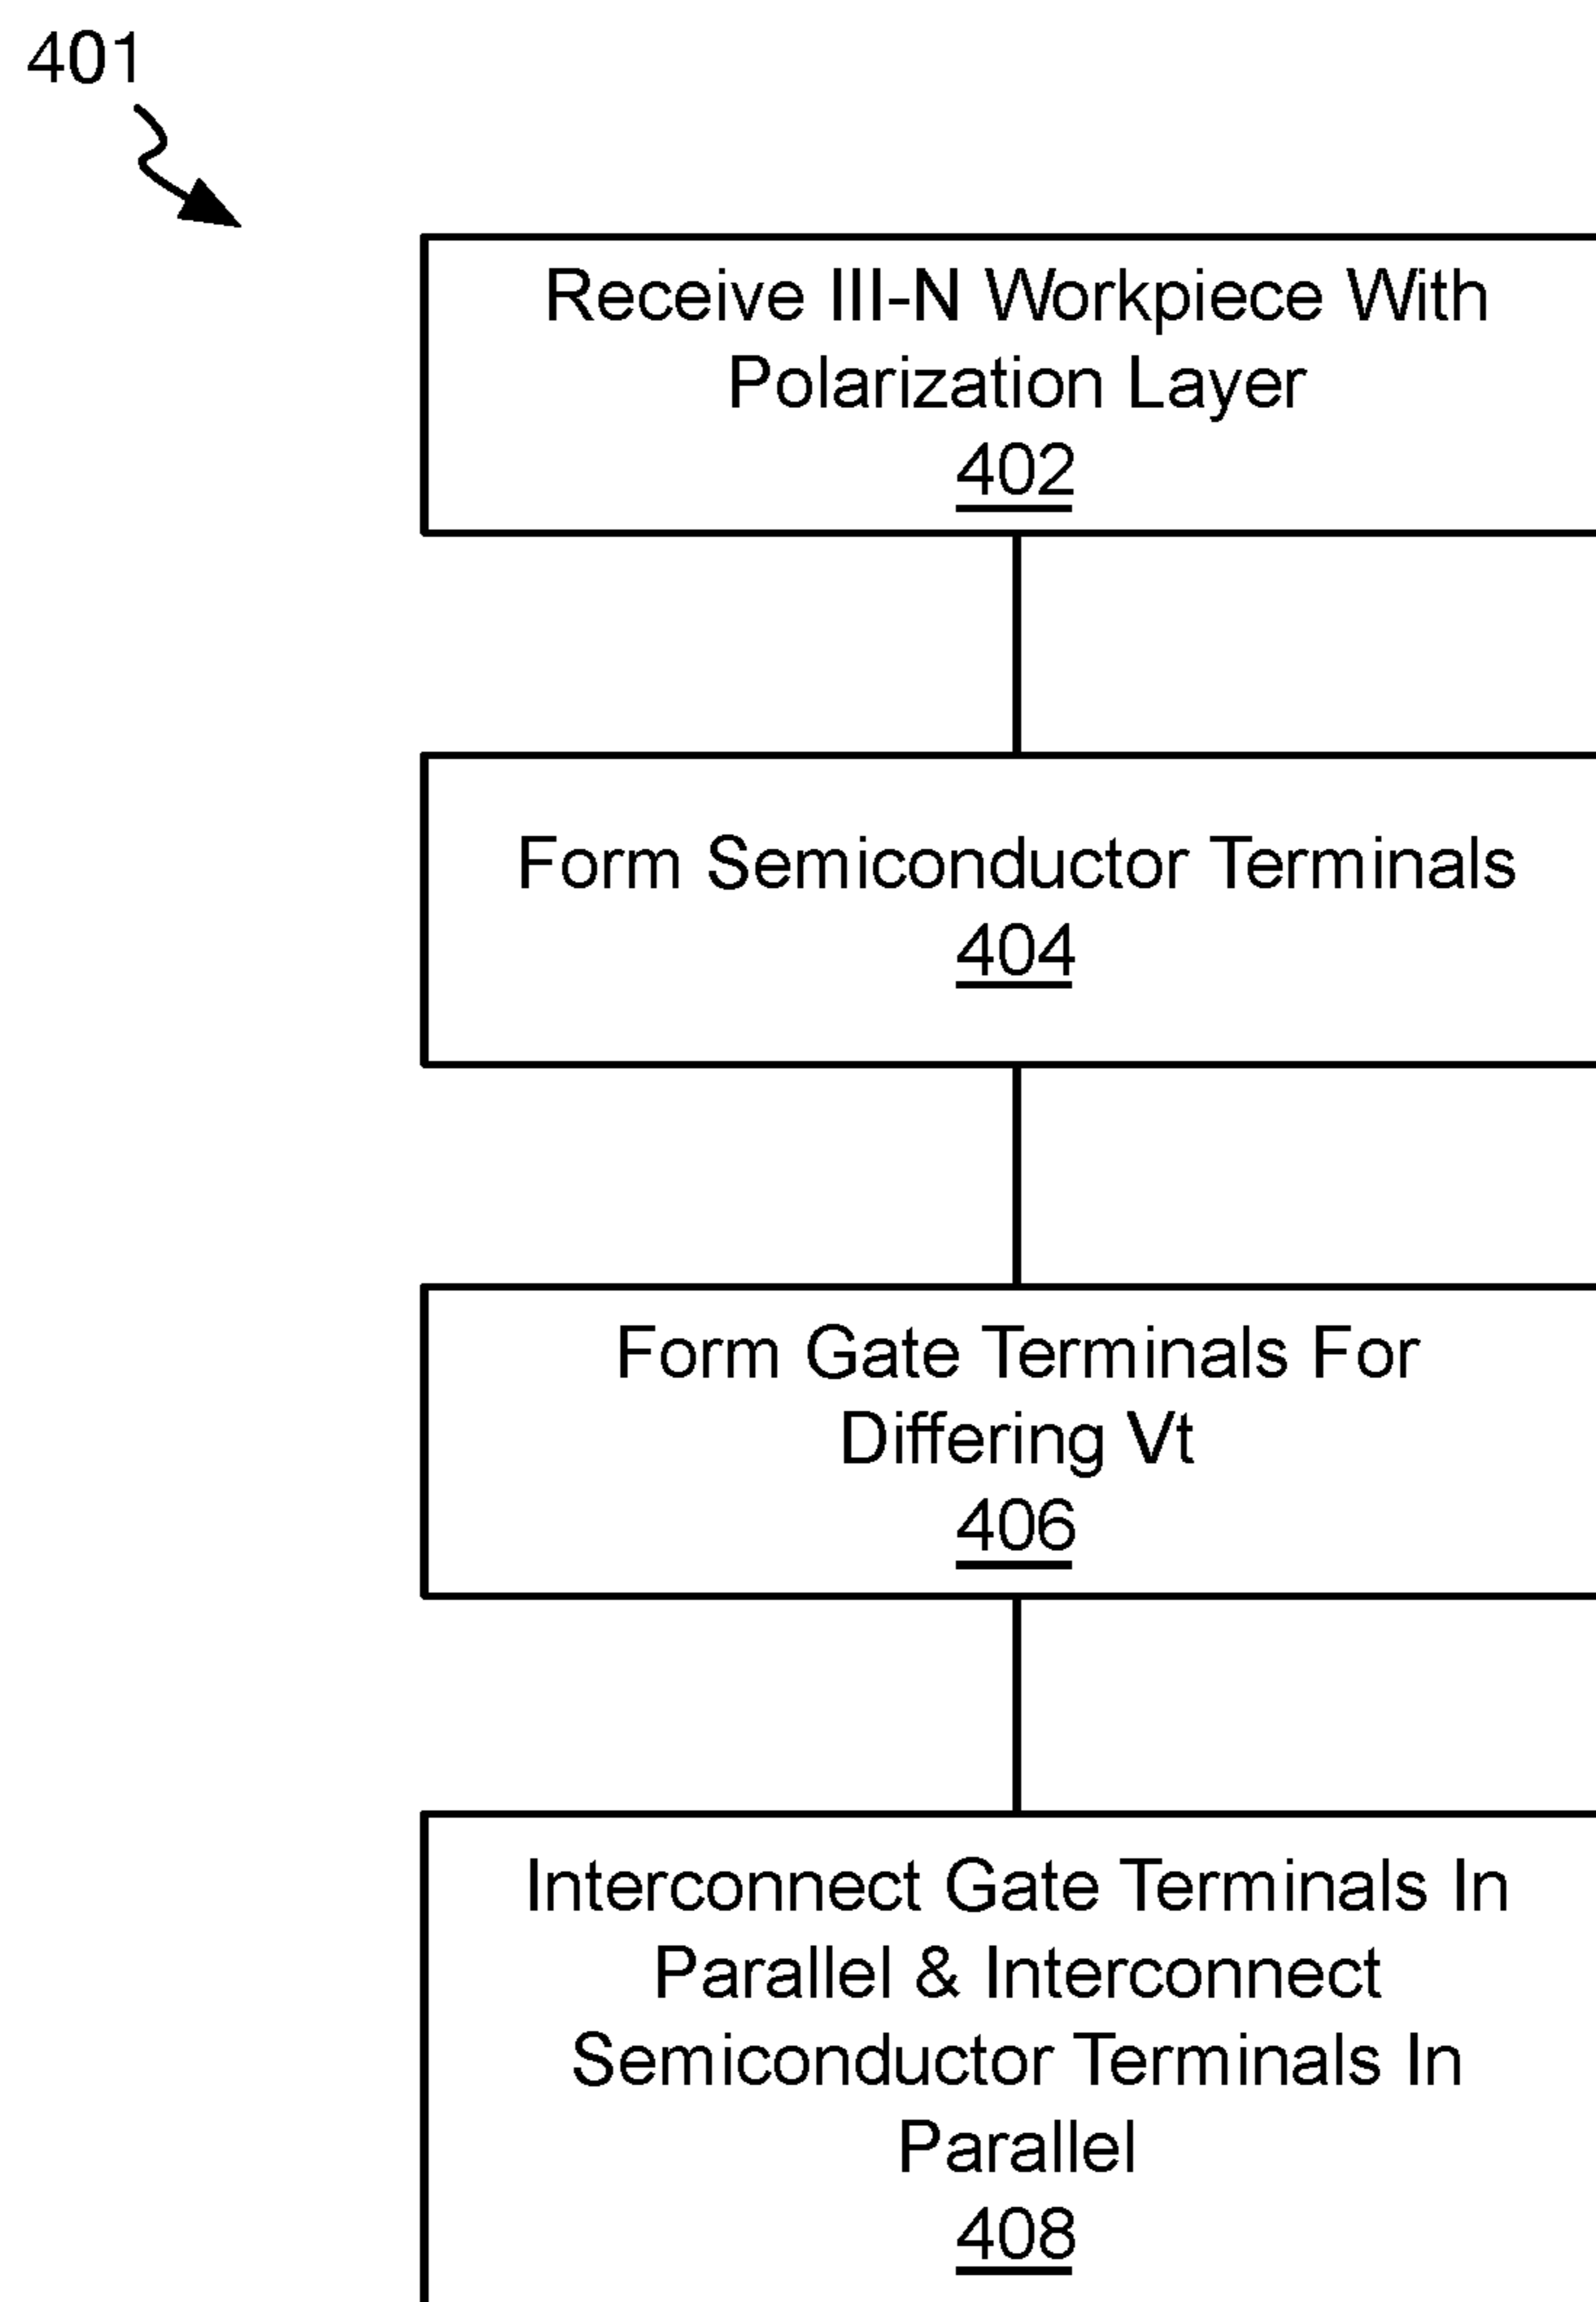 401
Receive III-N Workpiece With
Polarization Layer
402
Form Semiconductor Terminals
404
Form Gate Terminals For
Differing Vt
406
Interconnect Gate Terminals In
Parallel & Interconnect
Semiconductor Terminals In
Parallel
408